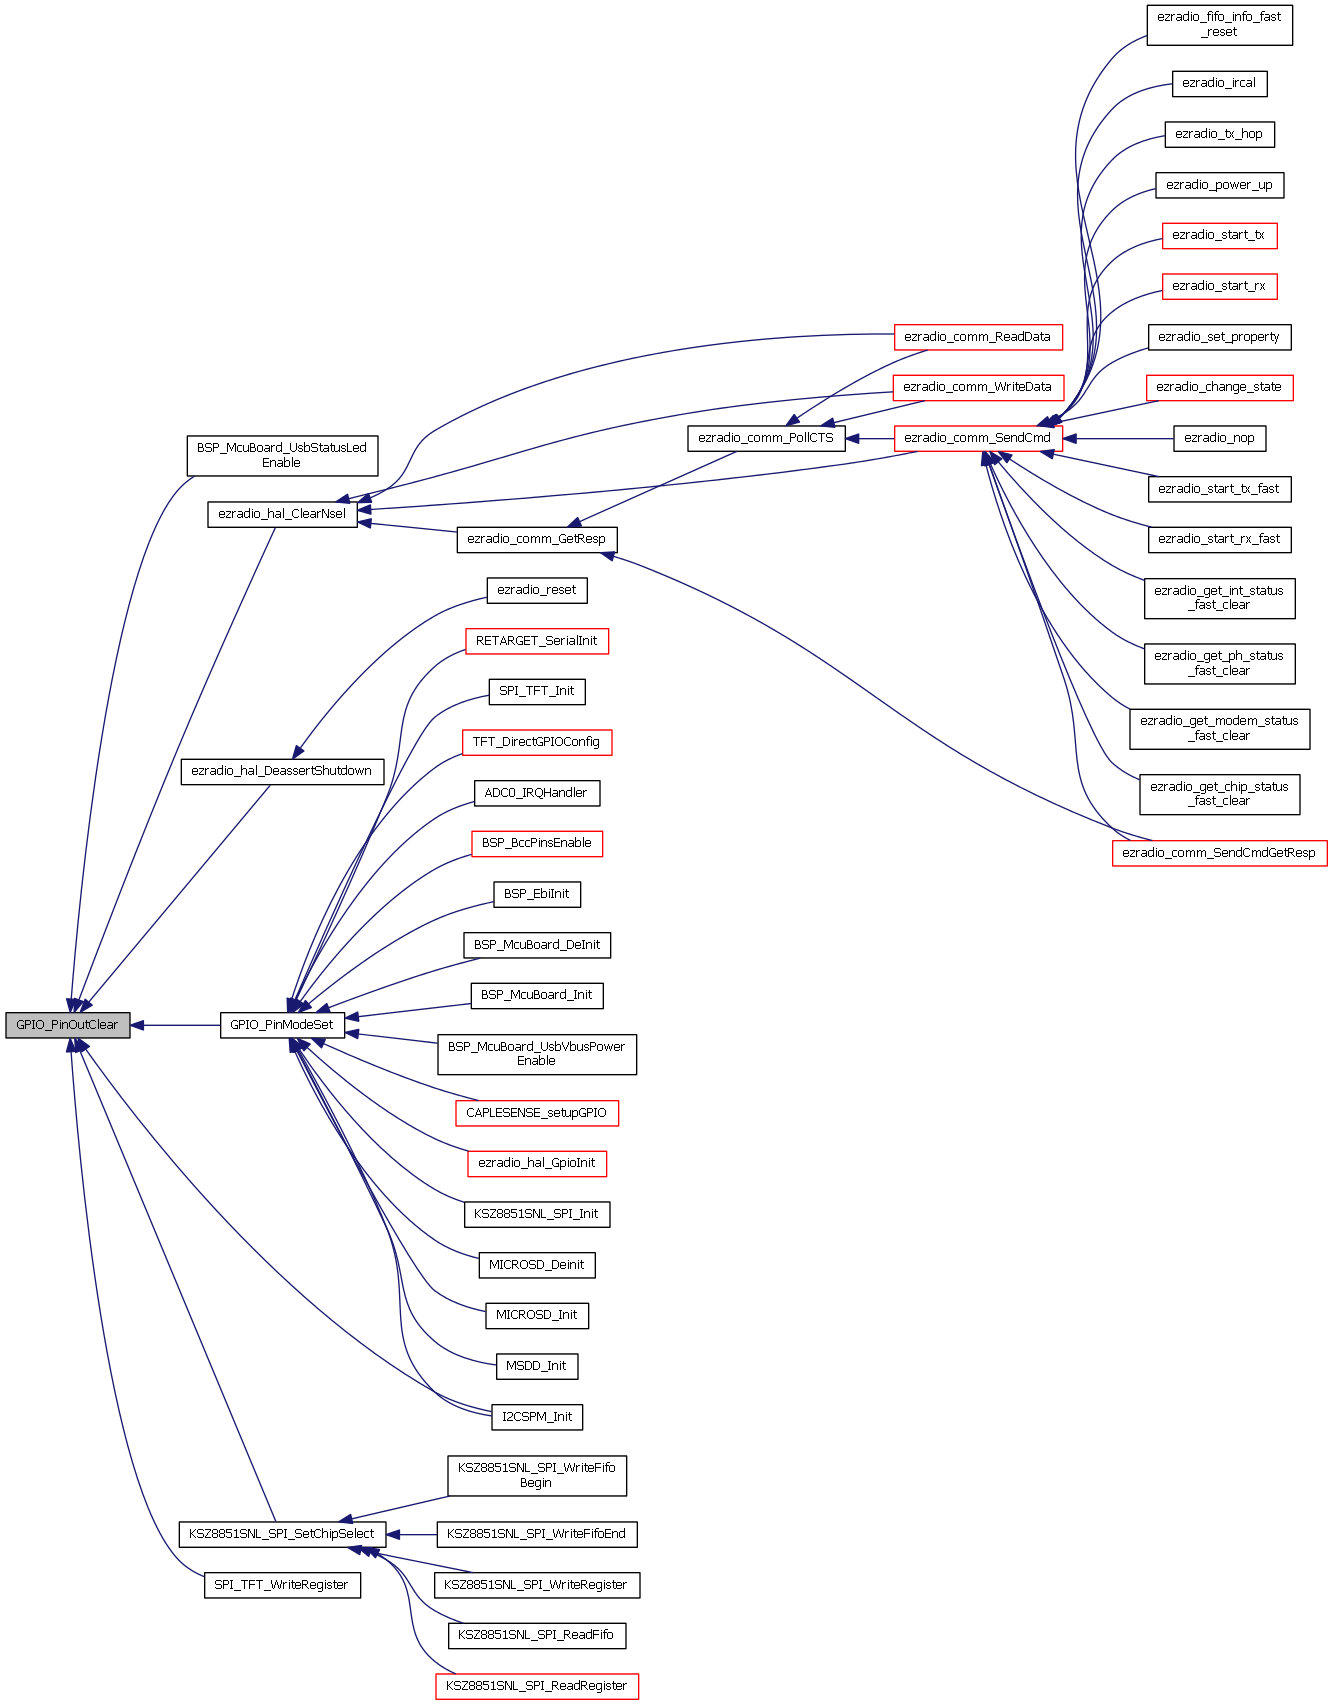 ezradio_fifo_info_fast
_reset
ezradio_ircal
ezradio_tx_hop
ezradio_power_up
ezradio_start_tx
ezradio_start_rx
ezradio_comm_ReadData
ezradio_set_property
ezradio_comm_WriteData
ezradio_change_state
BSP_McuBoard_UsbStatusLed
Enable
ezradio_comm_PollCTS
ezradio_comm_SendCmd
ezradio_nop
ezradio_start_tx_fast
ezradio_hal_ClearNsel
ezradio_comm_GetResp
ezradio_start_rx_fast
ezradio_reset
ezradio_get_int_status
_fast_clear
RETARGET_SerialInit
ezradio_get_ph_status
_fast_clear
SPI_TFT_Init
ezradio_get_modem_status
_fast_clear
TFT_DirectGPIOConfig
ezradio_hal_DeassertShutdown
ADC0_IRQHandler
ezradio_get_chip_status
_fast_clear
BSP_BccPinsEnable
ezradio_comm_SendCmdGetResp
BSP_EbiInit
BSP_McuBoard_DeInit
BSP_McuBoard_Init
GPIO_PinOutClear
GPIO_PinModeSet
BSP_McuBoard_UsbVbusPower
Enable
CAPLESENSE_setupGPIO
ezradio_hal_GpioInit
KSZ8851SNL_SPI_Init
MICROSD_Deinit
MICROSD_Init
MSDD_Init
I2CSPM_Init
KSZ8851SNL_SPI_WriteFifo
Begin
KSZ8851SNL_SPI_SetChipSelect
KSZ8851SNL_SPI_WriteFifoEnd
SPI_TFT_WriteRegister
KSZ8851SNL_SPI_WriteRegister
KSZ8851SNL_SPI_ReadFifo
KSZ8851SNL_SPI_ReadRegister